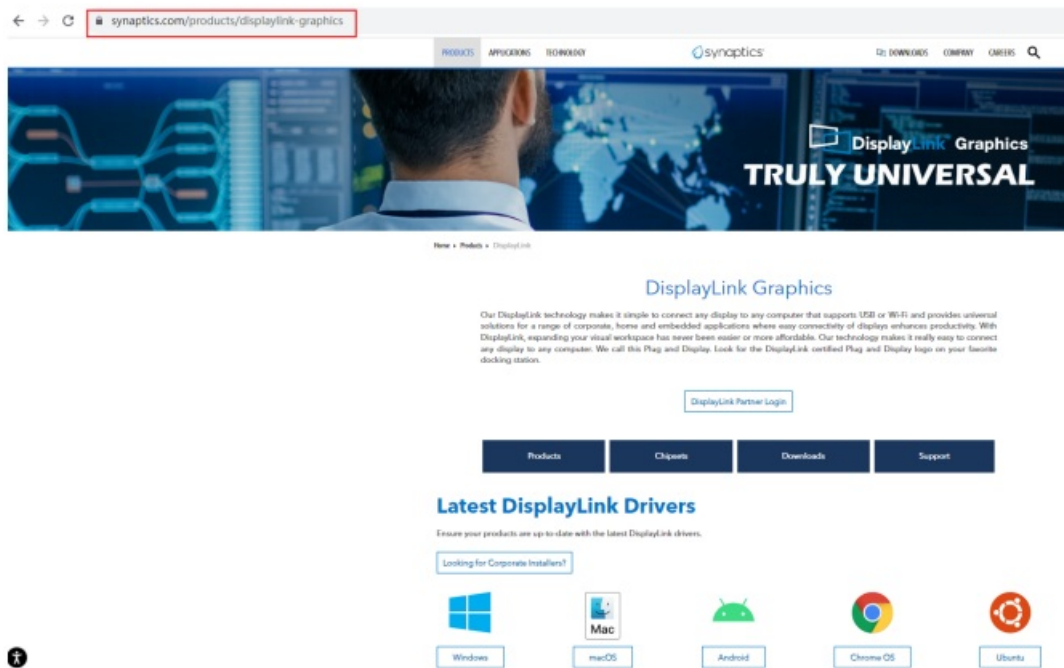 synaptics.com/products/displaylink-graphics
PRODUCTS APPLICATIONS TECHNOLOGY synaptics DOWNLOADS COMPANY CAREERS
DisplayLink Graphics
TRULY UNIVERSAL
Home Products DisplayLink
DisplayLink Graphics
Our DisplayLink technology makes it simple to connect any display to any computer that supports USB or Wi-Fi and provides universal
solutions for a range of corporate, home and embedded applications where easy connectivity of displays enhances productivity. With
DisplayLink, expanding your visual workspace has never been easier or more affordable. Our technology makes it really easy to connect
any display to any computer. We call this Plug and Display. Look for the DisplayLink certified Plug and Display logo on your favorite
docking station.
DisplayLink Partner Login
Products Chipsets Downloads Support
Latest DisplayLink Drivers
Ensure your products are up-to-date with the latest DisplayLink drivers.
Looking for Corporate Installers?
Mac
Windows macOS Android Chrome OS Ubuntu